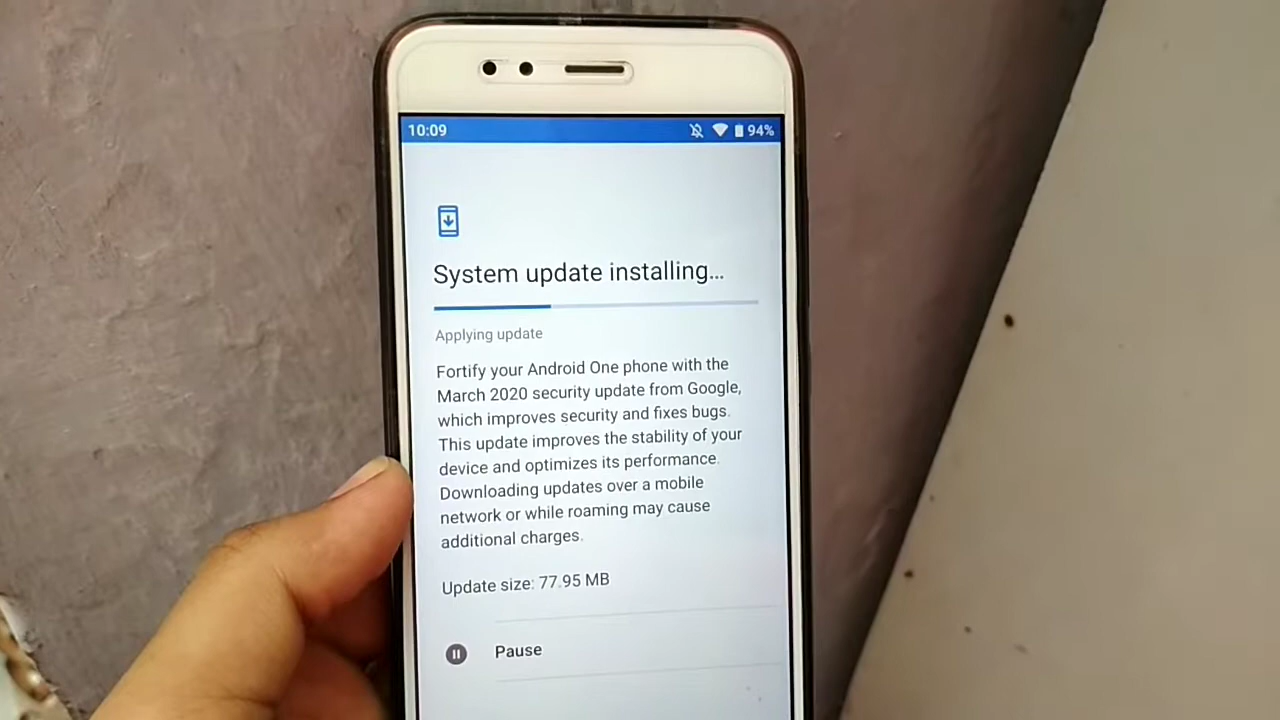 10:09 94%
System update installing...
Applying update
Fortify your Android One phone with the
March 2020 security update from Google,
which improves security and fixes bugs.
This update improves the stability of your
device and optimizes its performance.
Downloading updates over a mobile
network or while roaming may cause
additional charges.
Update size: 77.95 MB
Pause